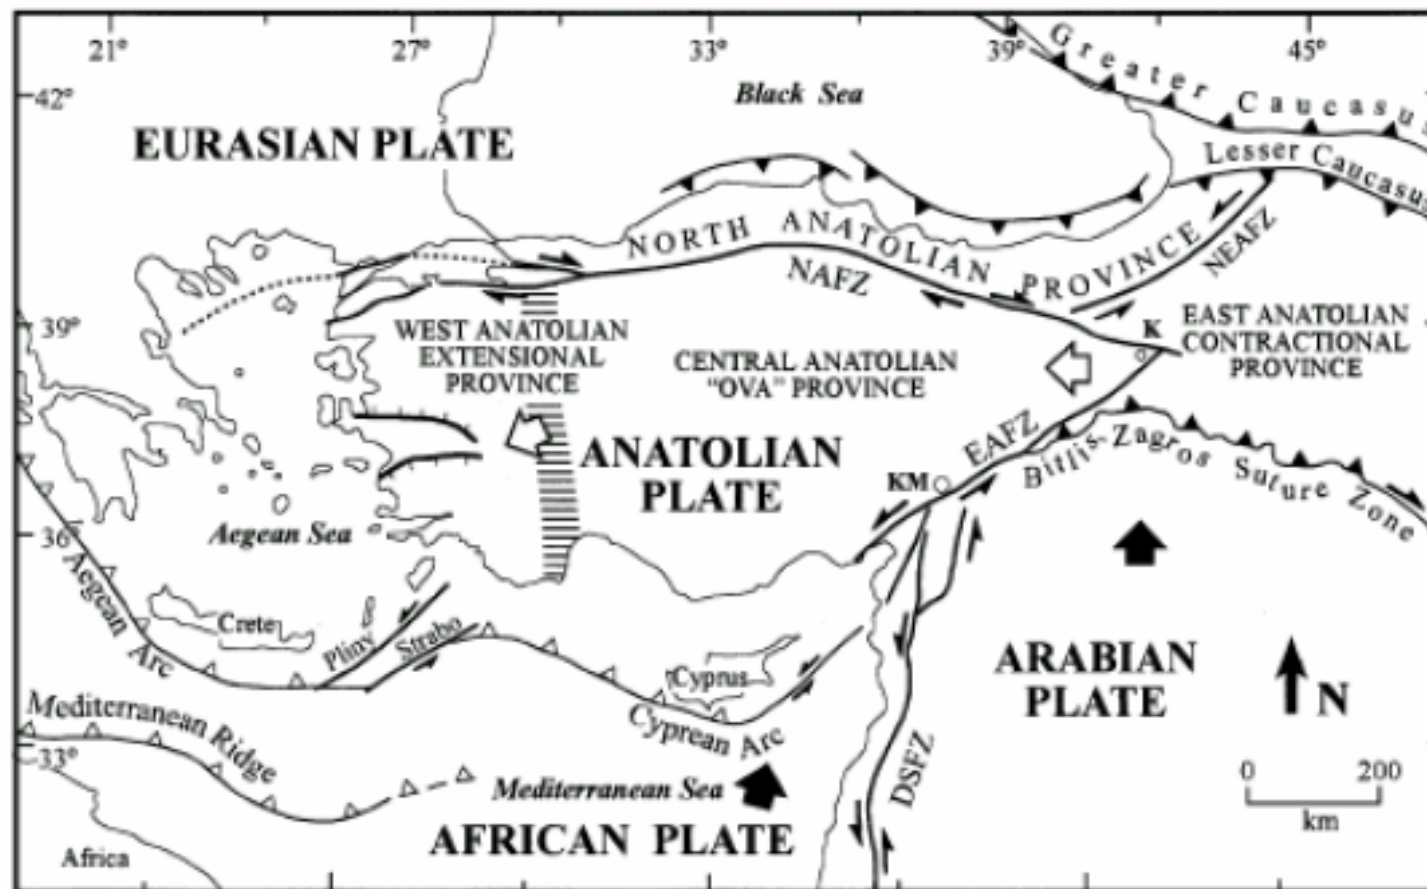 21°
27°
33°
39°
45°
42°
39°
36°
33°
Greater Caucasus
Black Sea
EURASIAN PLATE
Lesser Caucasus
NORTH ANATOLIAN PROVINCE
NAFZ
NEAFZ
K
WEST ANATOLIAN
EXTENSIONAL
PROVINCE
CENTRAL ANATOLIAN
"OVA" PROVINCE
EAST ANATOLIAN
CONTRACTIONAL
PROVINCE
ANATOLIAN
PLATE
EAFZ
KM
Bitlis-Zagros Suture Zone
Aegean Sea
Aegean Arc
Crete
Pliny
Strabo
Cyprus
Cyprean Arc
ARABIAN
PLATE
N
Mediterranean Ridge
DSFZ
0 200
km
Mediterranean Sea
AFRICAN PLATE
Africa